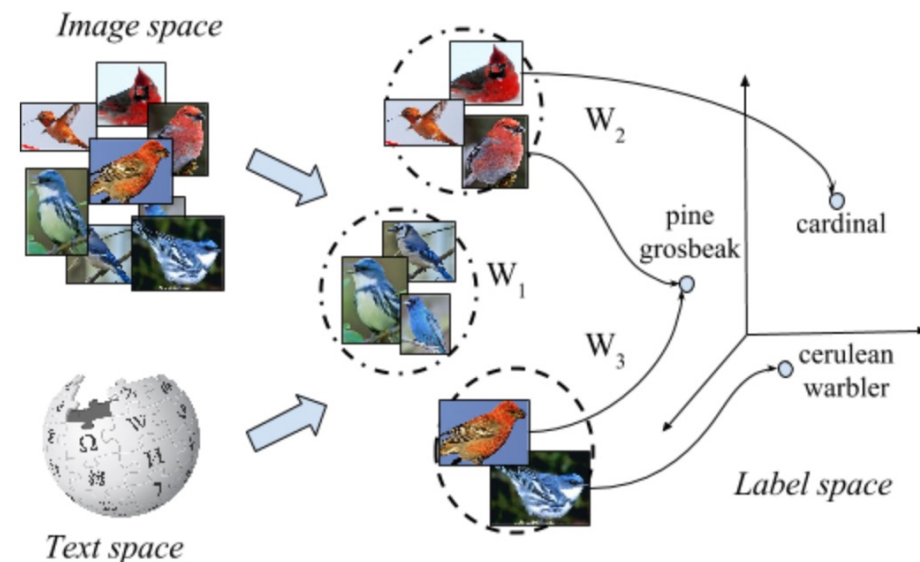 Image space
W2
pine
grosbeak
cardinal
W1
W3
cerulean
warbler
Ω
W
И
Label space
Text space